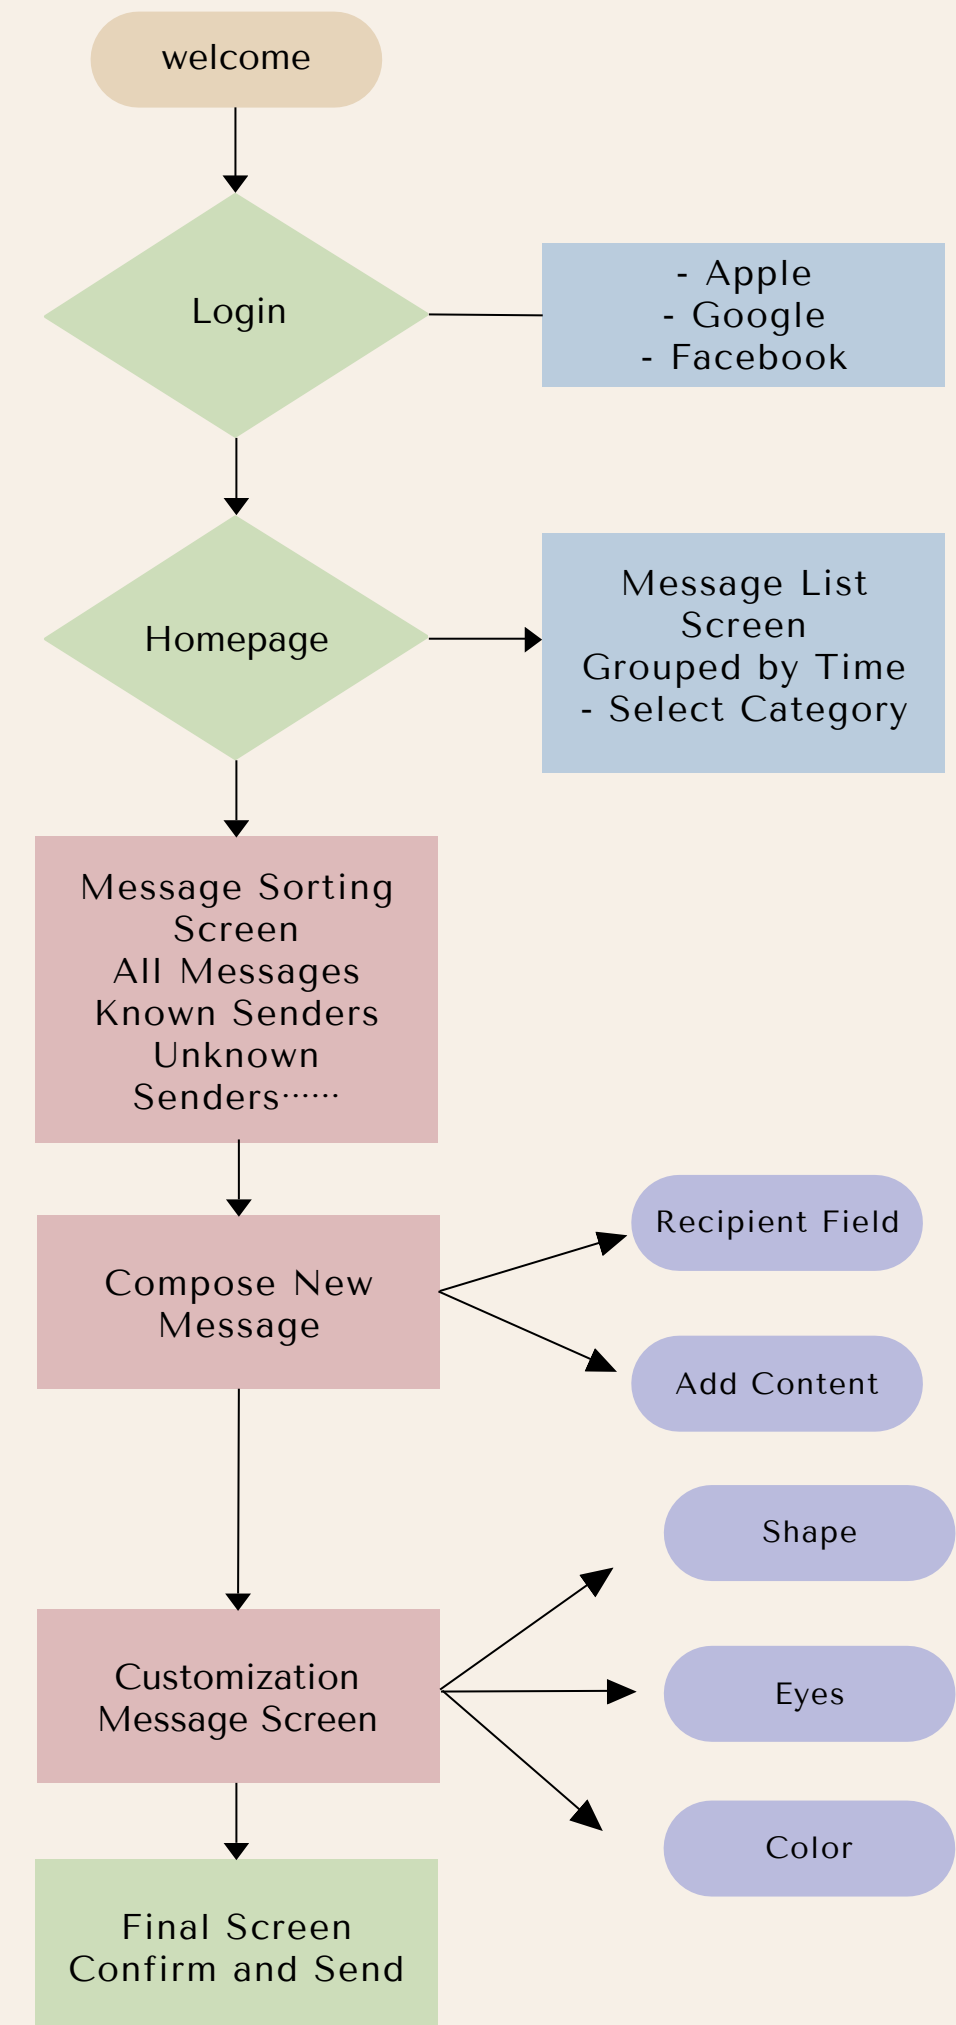 welcome
Login
- Apple
- Google
- Facebook
Homepage
Message List
Screen
Grouped by Time
- Select Category
Message Sorting
Screen
All Messages
Known Senders
Unknown
Senders······
Compose New
Message
Recipient Field
Add Content
Customization
Message Screen
Shape
Eyes
Color
Final Screen
Confirm and Send